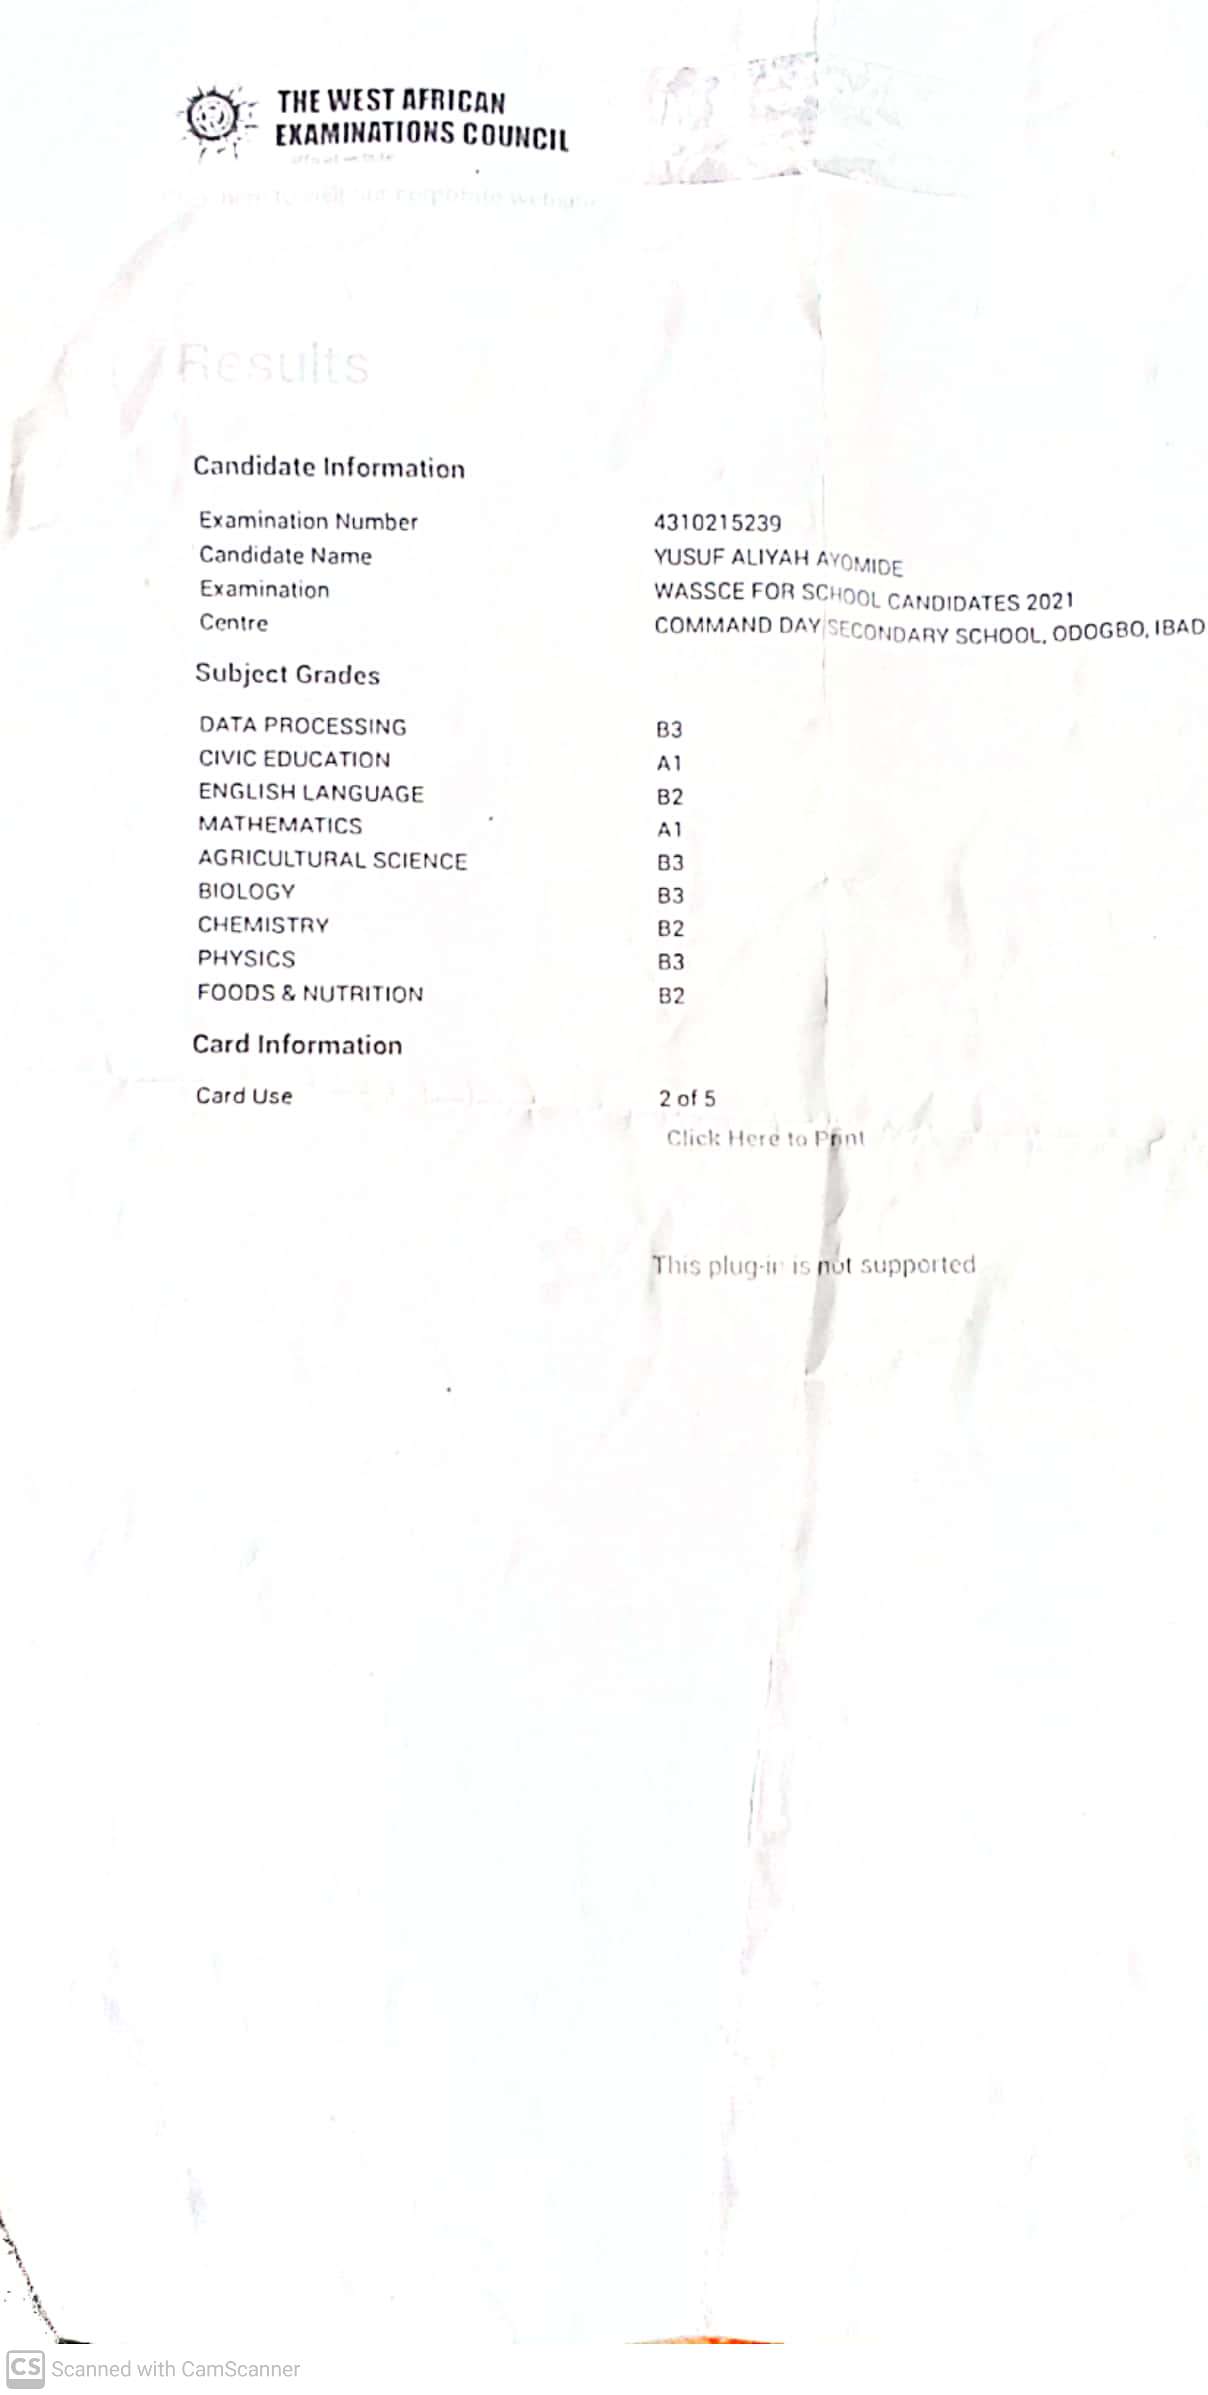 THE WEST AFRICAN
EXAMINATIONS COUNCIL
Results
Candidate Information
Examination Number 4310215239
Candidate Name YUSUF ALIYAH AYOMIDE
Examination WASSCE FOR SCHOOL CANDIDATES 2021
Centre COMMAND DAY SECONDARY SCHOOL, ODOGBO, IBAD
Subject Grades
DATA PROCESSING B3
CIVIC EDUCATION A1
ENGLISH LANGUAGE B2
MATHEMATICS A1
AGRICULTURAL SCIENCE B3
BIOLOGY B3
CHEMISTRY B2
PHYSICS B3
FOODS & NUTRITION B2
Card Information
Card Use 2 of 5
Click Here to Print
This plug-in is not supported
CS Scanned with CamScanner